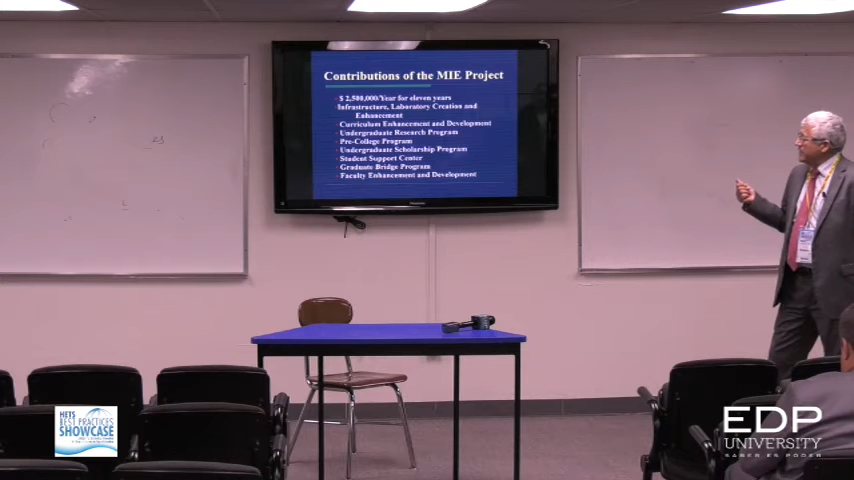 Contributions of the MIE Project
$ 2,500,000/Year for eleven years
Infrastructure, Laboratory Creation and
Enhancement
Curriculum Enhancement and Development
Undergraduate Research Program
Pre-College Program
Undergraduate Scholarship Program
Student Support Center
Graduate Bridge Program
Faculty Enhancement and Development
Panasonic
HETS
BEST PRACTICES
SHOWCASE
EDP
UNIVERSITY
SABER ES PODER